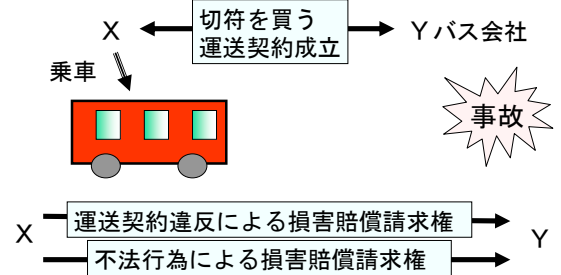 切符を買う
運送契約成立
X
Yバス会社
乗車
事故
運送契約違反による損害賠償請求権
X
Y
不法行為による損害賠償請求権